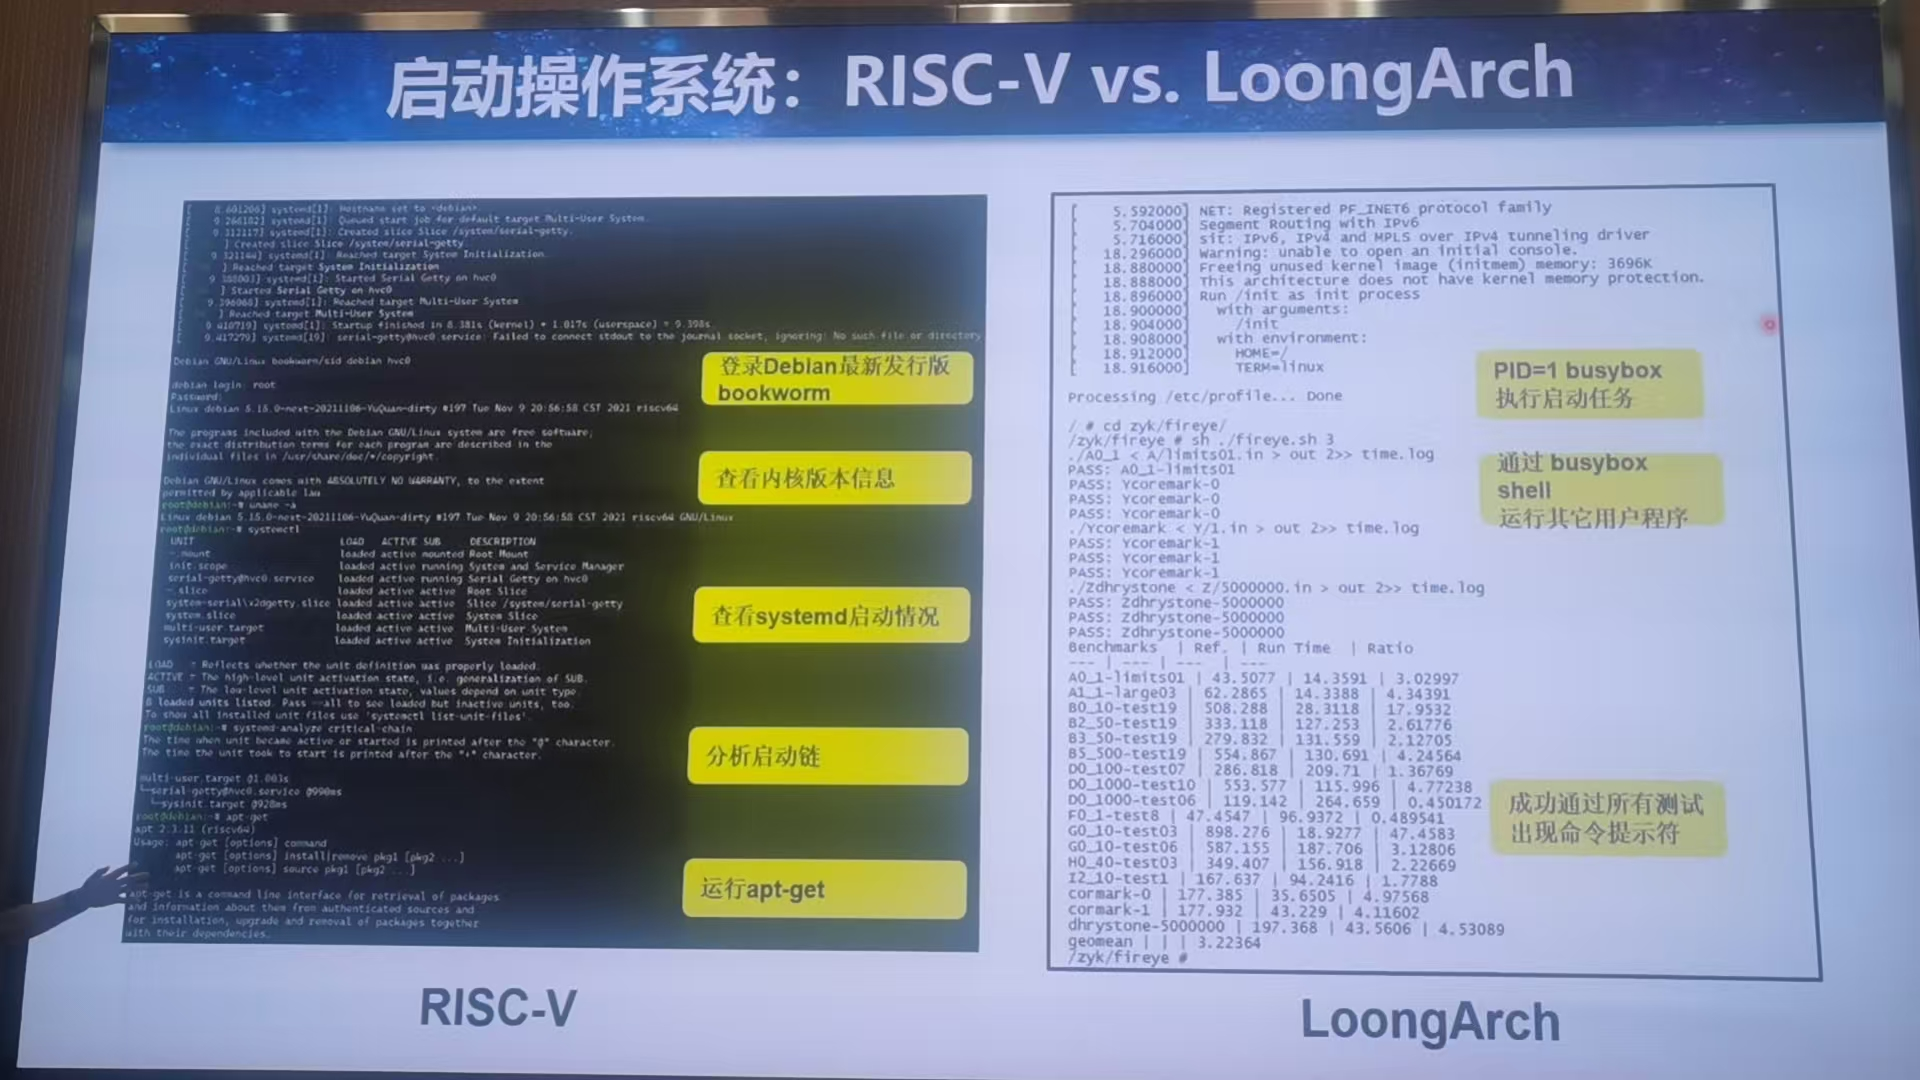 启动操作系统：RISC-V vs. LoongArch
8.601206] systemd[1]: Hostname set to <debian>.
9.266182] systemd[1]: Queued start job for default target Multi-User System.
9.312117] systemd[1]: Created slice Slice /system/serial-getty.
] Created slice Slice /system/serial-getty.
9.321144] systemd[1]: Reached target System Initialization.
] Reached target System Initialization
9.388003] systemd[1]: Started Serial Getty on hvc0
] Started Serial Getty on hvc0
9.396068] systemd[1]: Reached target Multi-User System
] Reached target Multi-User System
9.410719] systemd[1]: Startup finished in 8.381s (kernel) + 1.017s (userspace) = 9.398s.
9.417279] systemd[19]: serial-getty@hvc0 service: Failed to connect stdout to the journal socket, ignoring: No such file or directory
Debian GNU/Linux bookworm/sid debian hvc0
debian login: root
Password:
Linux debian 5.15.0-next-20211106-YuQuan-dirty #197 Tue Nov 9 20:56:58 CST 2021 riscv64
The programs included with the Debian GNU/Linux system are free software;
the exact distribution terms for each program are described in the
individual files in /usr/share/doc/*/copyright.
Debian GNU/Linux comes with ABSOLUTELY NO WARRANTY, to the extent
permitted by applicable law
root@debian:~# uname -a
Linux debian 5.15.0-next-20211106-YuQuan-dirty #197 Tue Nov 9 20:56:58 CST 2021 riscv64 GNU/Linux
root@debian:~# systemctl
UNIT LOAD ACTIVE SUB DESCRIPTION
-.mount loaded active mounted Root Mount
init.scope loaded active running System and Service Manager
serial-getty@hvc0.service loaded active running Serial Getty on hvc0
-.slice loaded active active Root Slice
system-serial\x2dgetty.slice loaded active active Slice /system/serial-getty
system.slice loaded active active System Slice
multi-user.target loaded active active Multi-User System
sysinit.target loaded active active System Initialization
LOAD = Reflects whether the unit definition was properly loaded.
ACTIVE = The high-level unit activation state, i.e. generalization of SUB.
SUB = The low-level unit activation state, values depend on unit type.
8 loaded units listed. Pass --all to see loaded but inactive units, too.
To show all installed unit files use 'systemctl list-unit-files'.
root@debian:~# systemd-analyze critical-chain
The time when unit became active or started is printed after the "@" character.
The time the unit took to start is printed after the "+" character.
multi-user.target @1.003s
└─serial-getty@hvc0.service @990ms
└─sysinit.target @928ms
root@debian:~# apt-get
apt 2.3.11 (riscv64)
Usage: apt-get [options] command
apt-get [options] install|remove pkg1 [pkg2 ...]
apt-get [options] source pkg1 [pkg2 ...]
apt-get is a command line interface for retrieval of packages
and information about them from authenticated sources and
for installation, upgrade and removal of packages together
with their dependencies.
登录Debian最新发行版
bookworm
查看内核版本信息
查看systemd启动情况
分析启动链
运行apt-get
RISC-V
[ 5.592000] NET: Registered PF_INET6 protocol family
[ 5.704000] Segment Routing with IPv6
[ 5.716000] sit: IPv6, IPv4 and MPLS over IPv4 tunneling driver
[ 18.296000] Warning: unable to open an initial console.
[ 18.880000] Freeing unused kernel image (initmem) memory: 3696K
[ 18.888000] This architecture does not have kernel memory protection.
[ 18.896000] Run /init as init process
[ 18.900000] with arguments:
[ 18.904000] /init
[ 18.908000] with environment:
[ 18.912000] HOME=/
[ 18.916000] TERM=linux
Processing /etc/profile... Done
/ # cd zyk/fireye/
/zyk/fireye # sh ./fireye.sh 3
./A0_1 < A/limits01.in > out 2>> time.log
PASS: A0_1-limits01
PASS: Ycoremark-0
PASS: Ycoremark-0
PASS: Ycoremark-0
./Ycoremark < Y/1.in > out 2>> time.log
PASS: Ycoremark-1
PASS: Ycoremark-1
PASS: Ycoremark-1
./Zdhrystone < Z/5000000.in > out 2>> time.log
PASS: Zdhrystone-5000000
PASS: Zdhrystone-5000000
PASS: Zdhrystone-5000000
Benchmarks | Ref. | Run Time | Ratio
--- | --- | --- | ---
A0_1-limits01 | 43.5077 | 14.3591 | 3.02997
A1_1-large03 | 62.2865 | 14.3388 | 4.34391
B0_10-test19 | 508.288 | 28.3118 | 17.9532
B2_50-test19 | 333.118 | 127.253 | 2.61776
B3_50-test19 | 279.832 | 131.559 | 2.12705
B5_500-test19 | 554.867 | 130.691 | 4.24564
D0_100-test07 | 286.818 | 209.71 | 1.36769
D0_1000-test10 | 553.577 | 115.996 | 4.77238
D0_1000-test06 | 119.142 | 264.659 | 0.450172
F0_1-test8 | 47.4547 | 96.9372 | 0.489541
G0_10-test03 | 898.276 | 18.9277 | 47.4583
G0_10-test06 | 587.155 | 187.706 | 3.12806
H0_40-test03 | 349.407 | 156.918 | 2.22669
I2_10-test1 | 167.637 | 94.2416 | 1.7788
cormark-0 | 177.385 | 35.6505 | 4.97568
cormark-1 | 177.932 | 43.229 | 4.11602
dhrystone-5000000 | 197.368 | 43.5606 | 4.53089
geomean | | | 3.22364
/zyk/fireye #
PID=1 busybox
执行启动任务
通过 busybox
shell
运行其它用户程序
成功通过所有测试
出现命令提示符
LoongArch